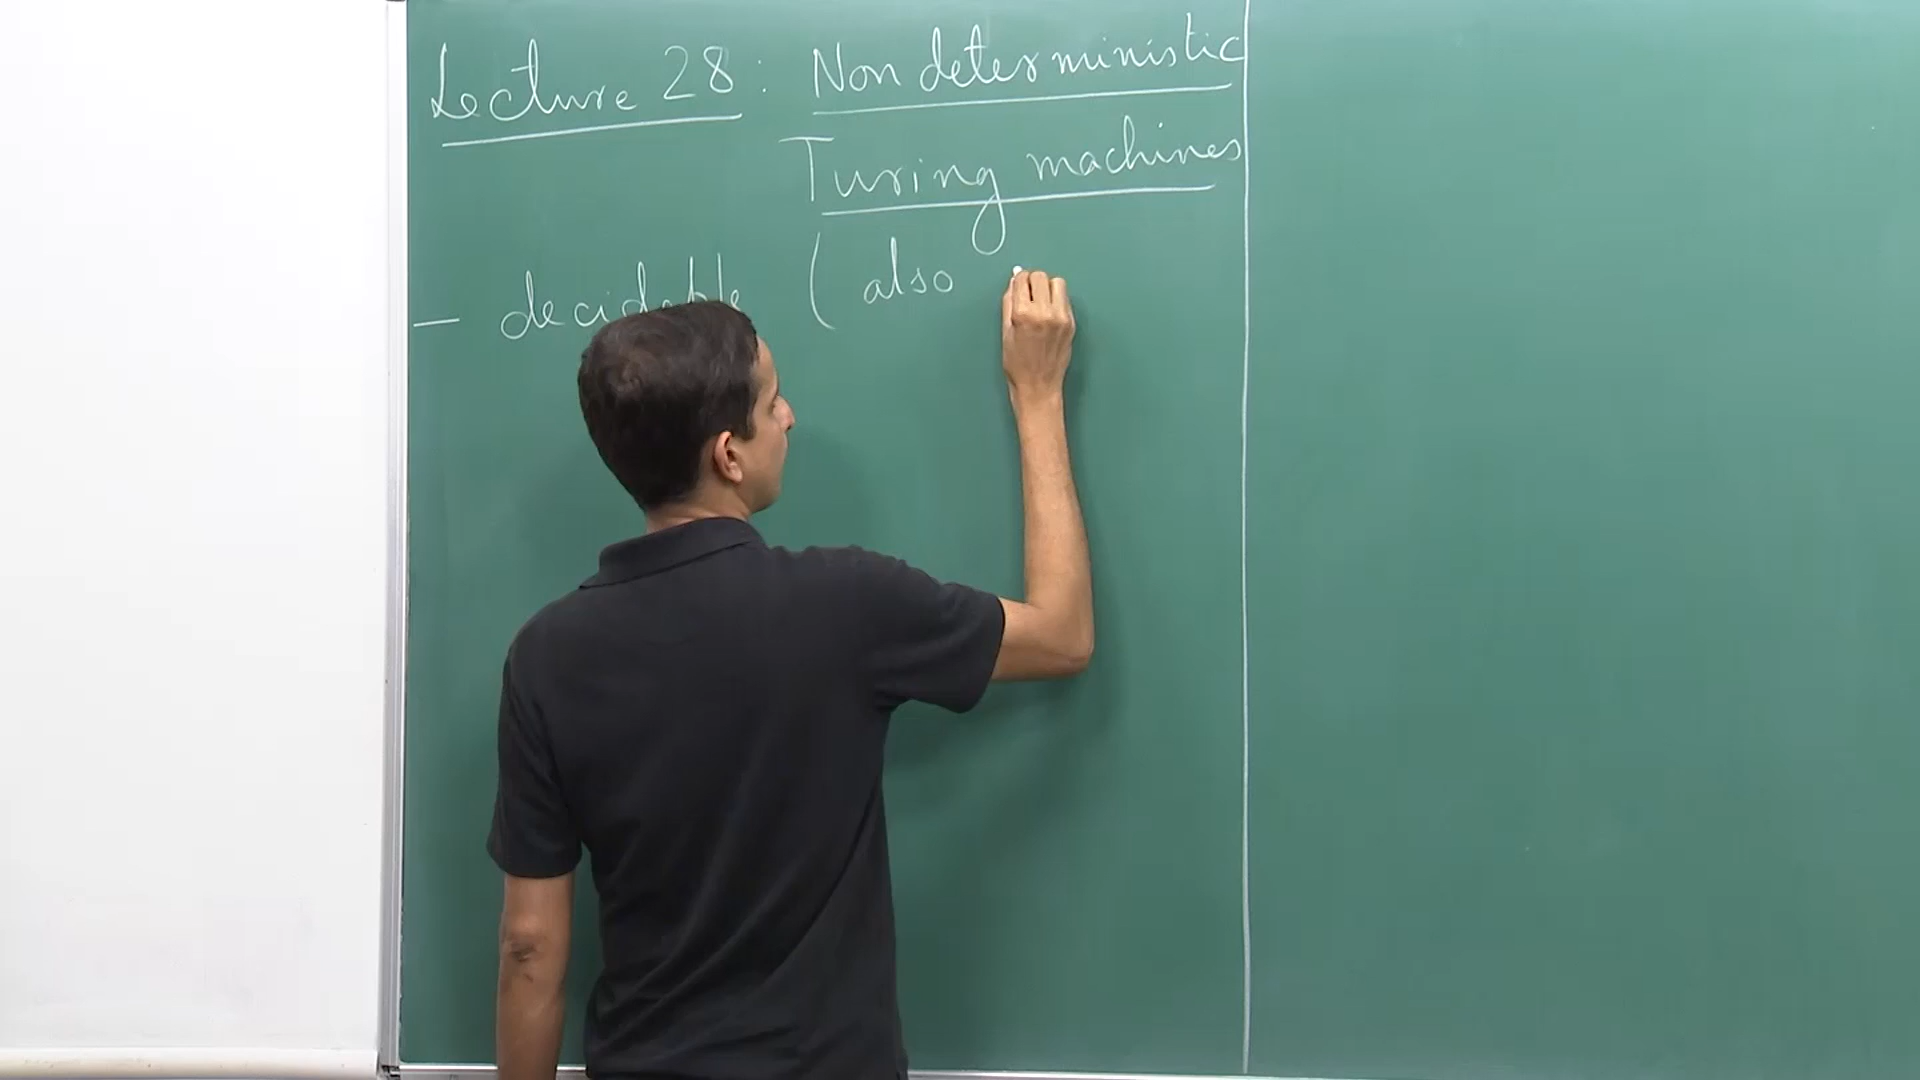 Lecture 28 : Non deterministic
Turing machines
— decidable ( also